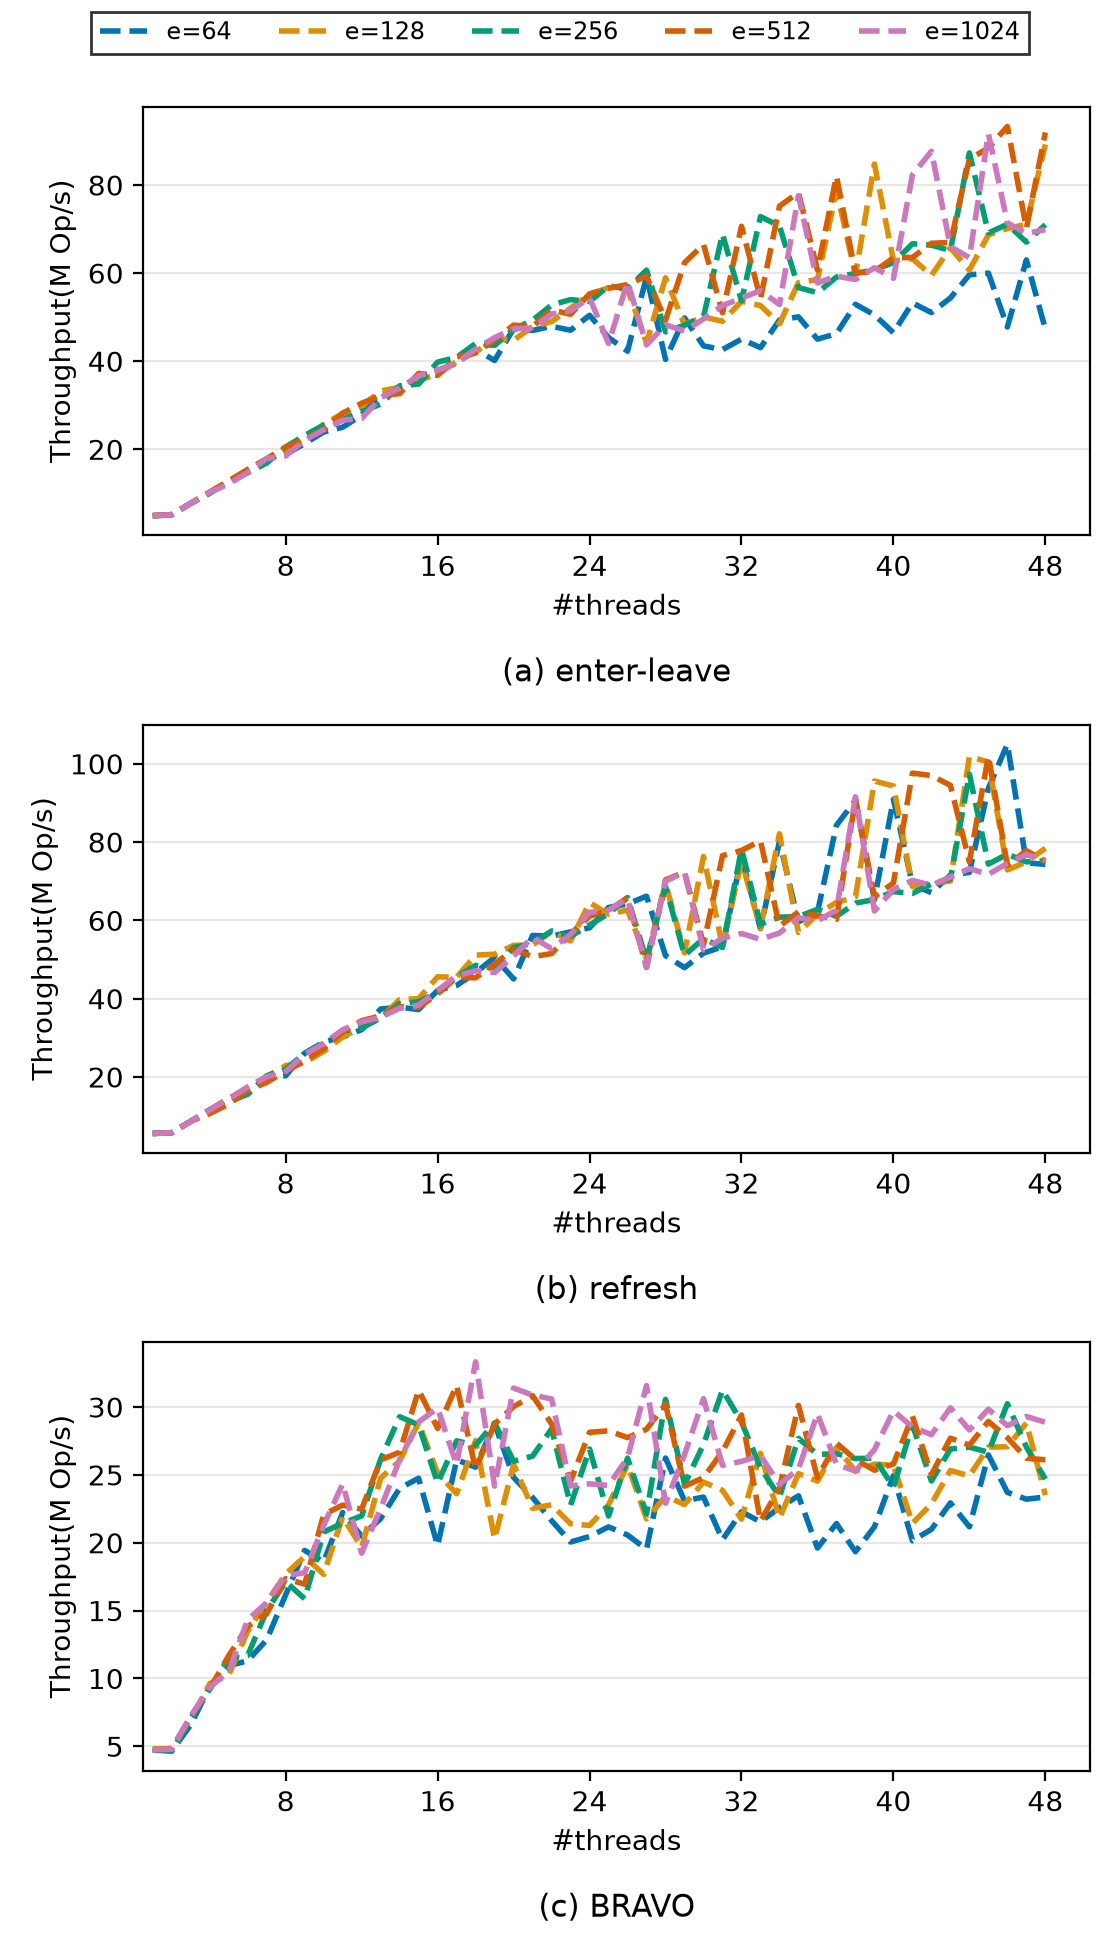 e=64 e=128 e=256 e=512 e=1024
Throughput(M Op/s)
80
60
40
20
8 16 24 32 40 48
#threads
(a) enter-leave
Throughput(M Op/s)
100
80
60
40
20
8 16 24 32 40 48
#threads
(b) refresh
Throughput(M Op/s)
30
25
20
15
10
5
8 16 24 32 40 48
#threads
(c) BRAVO